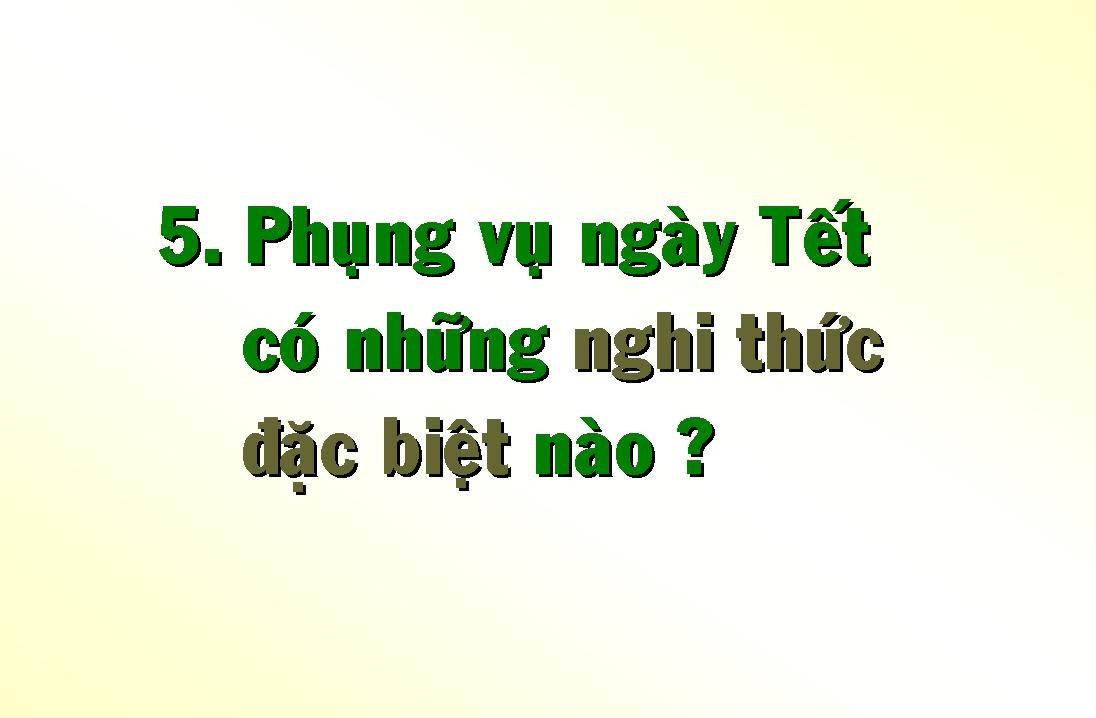 5. Phụng vụ ngày Tết
có những nghi thức
đặc biệt nào ?